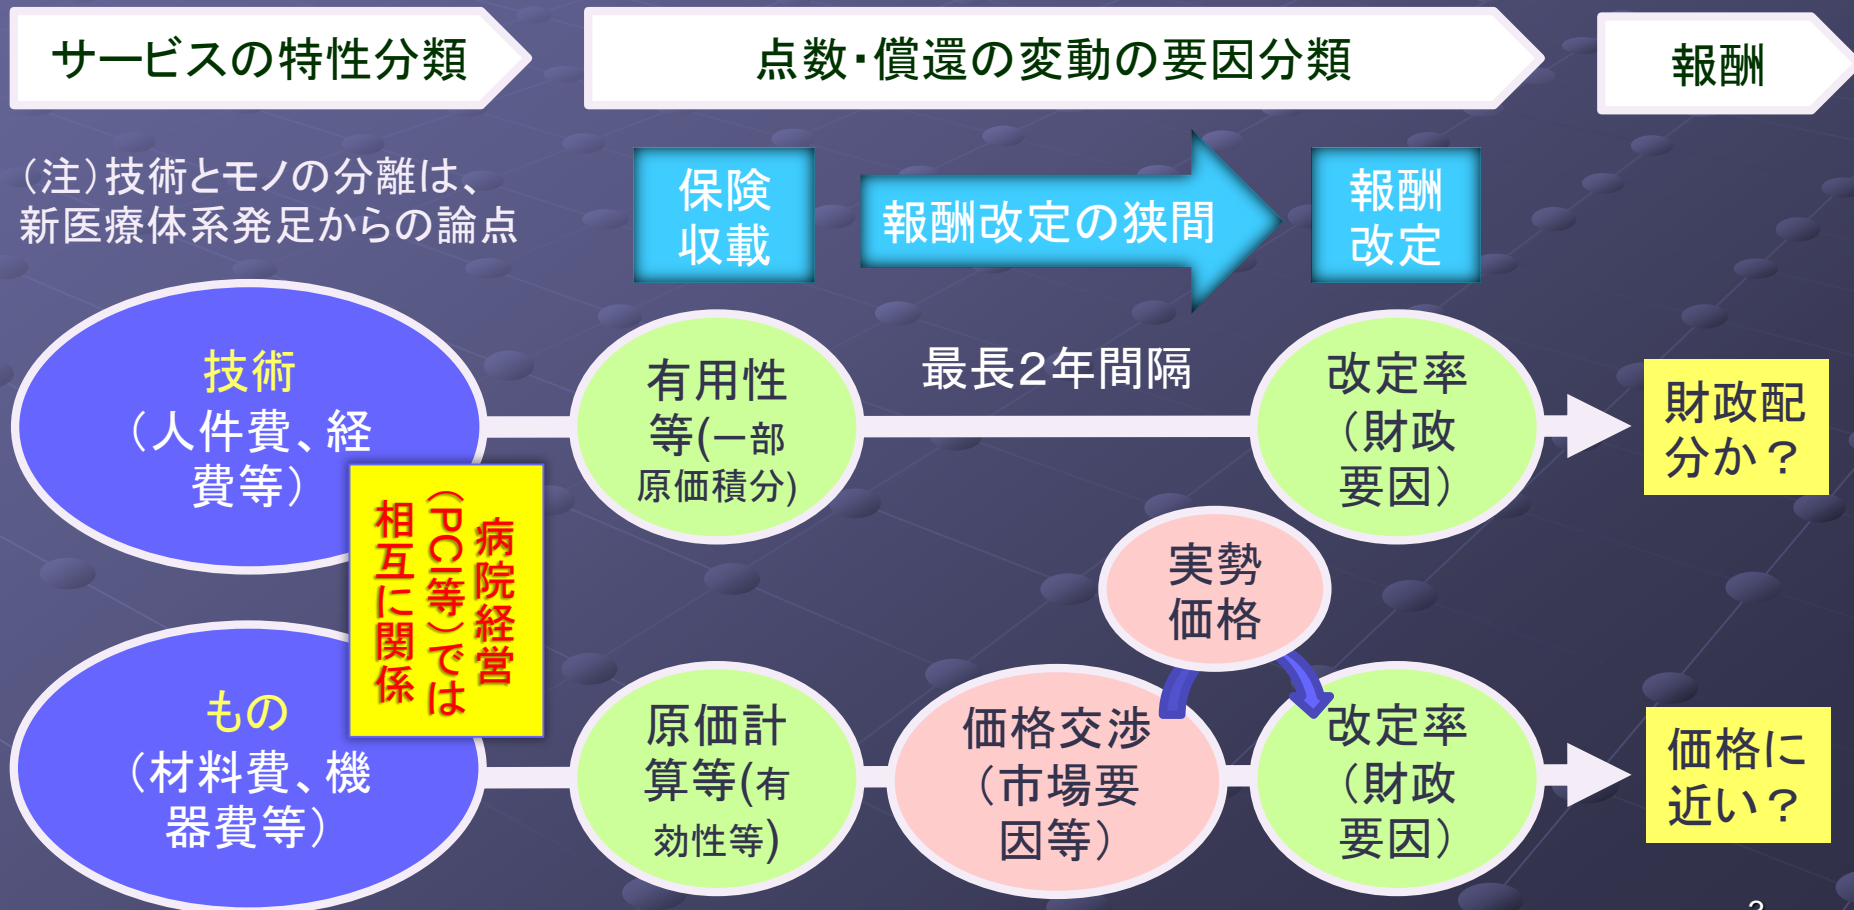 サービスの特性分類
点数・償還の変動の要因分類
報酬
（注）技術とモノの分離は、
新医療体系発足からの論点
保険
収載
報酬改定の狭間
報酬
改定
技術
（人件費、経
費等）
有用性
等(一部
原価積分)
最長２年間隔
改定率
（財政
要因）
財政配
分か？
病院経営
（PCI等）では
相互に関係
実勢
価格
もの
（材料費、機
器費等）
原価計
算等(有
効性等)
価格交渉
（市場要
因等）
改定率
（財政
要因）
価格に
近い？